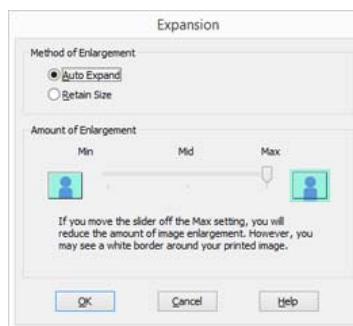 Expansion
Method of Enlargement
Auto Expand
Retain Size
Amount of Enlargement
Min Mid Max
If you move the slider off the Max setting, you will
reduce the amount of image enlargement. However, you
may see a white border around your printed image.
OK Cancel Help